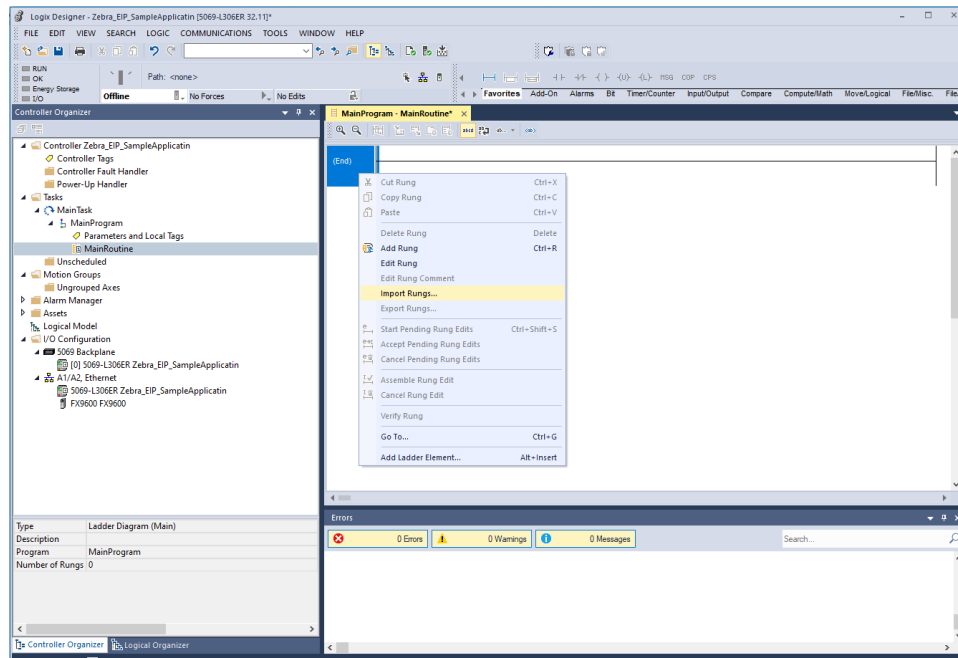 Logix Designer - Zebra_EIP_SampleApplicatin [5069-L306ER 32.11]*
FILE EDIT VIEW SEARCH LOGIC COMMUNICATIONS TOOLS WINDOW HELP
RUN
OK
Energy Storage
I/O
Path: <none>
Offline
No Forces
No Edits
MSG COP CPS
Favorites Add-On Alarms Bit Timer/Counter Input/Output Compare Compute/Math Move/Logical File/Misc. File
Controller Organizer
Controller Zebra_EIP_SampleApplicatin
Controller Tags
Controller Fault Handler
Power-Up Handler
Tasks
MainTask
MainProgram
Parameters and Local Tags
MainRoutine
Unscheduled
Motion Groups
Ungrouped Axes
Alarm Manager
Assets
Logical Model
I/O Configuration
5069 Backplane
[0] 5069-L306ER Zebra_EIP_SampleApplicatin
A1/A2, Ethernet
5069-L306ER Zebra_EIP_SampleApplicatin
FX9600 FX9600
Type Ladder Diagram (Main)
Description
Program MainProgram
Number of Rungs 0
Controller Organizer Logical Organizer
MainProgram - MainRoutine*
(End)
Cut Rung Ctrl+X
Copy Rung Ctrl+C
Paste Ctrl+V
Delete Rung Delete
Add Rung Ctrl+R
Edit Rung
Edit Rung Comment
Import Rungs...
Export Rungs...
Start Pending Rung Edits Ctrl+Shift+S
Accept Pending Rung Edits
Cancel Pending Rung Edits
Assemble Rung Edit
Cancel Rung Edit
Verify Rung
Go To... Ctrl+G
Add Ladder Element... Alt+Insert
Errors
0 Errors
0 Warnings
0 Messages
Search...